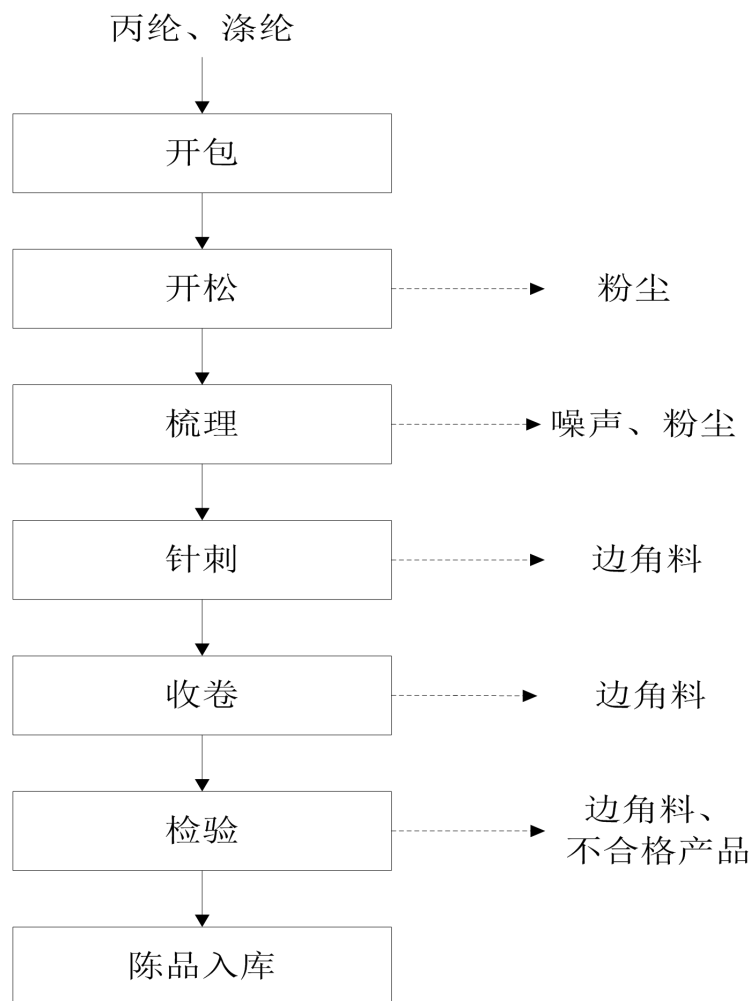 丙纶、涤纶
开包
开松
粉尘
梳理
噪声、粉尘
针刺
边角料
收卷
边角料
检验
边角料、
不合格产品
陈品入库